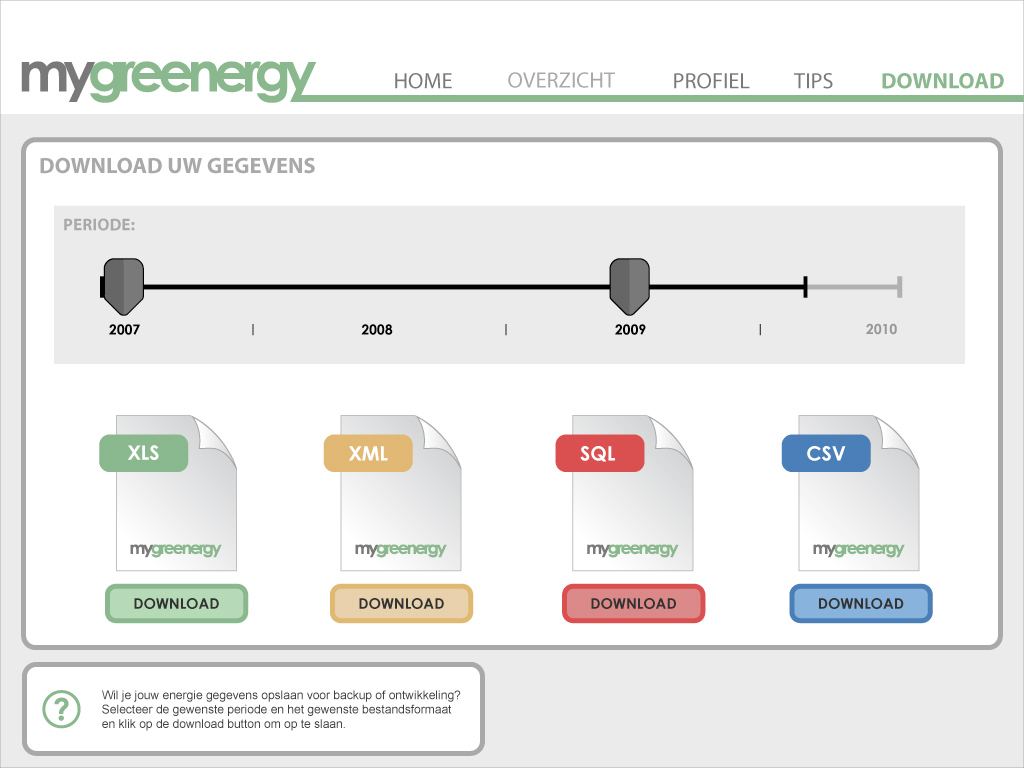 mygreenergy
HOME OVERZICHT PROFIEL TIPS DOWNLOAD
DOWNLOAD UW GEGEVENS
PERIODE:
2007 2008 2009 2010
XLS XML SQL CSV
mygreenergy mygreenergy mygreenergy mygreenergy
DOWNLOAD DOWNLOAD DOWNLOAD DOWNLOAD
? Wil je jouw energie gegevens opslaan voor backup of ontwikkeling?
Selecteer de gewenste periode en het gewenste bestandsformaat
en klik op de download button om op te slaan.